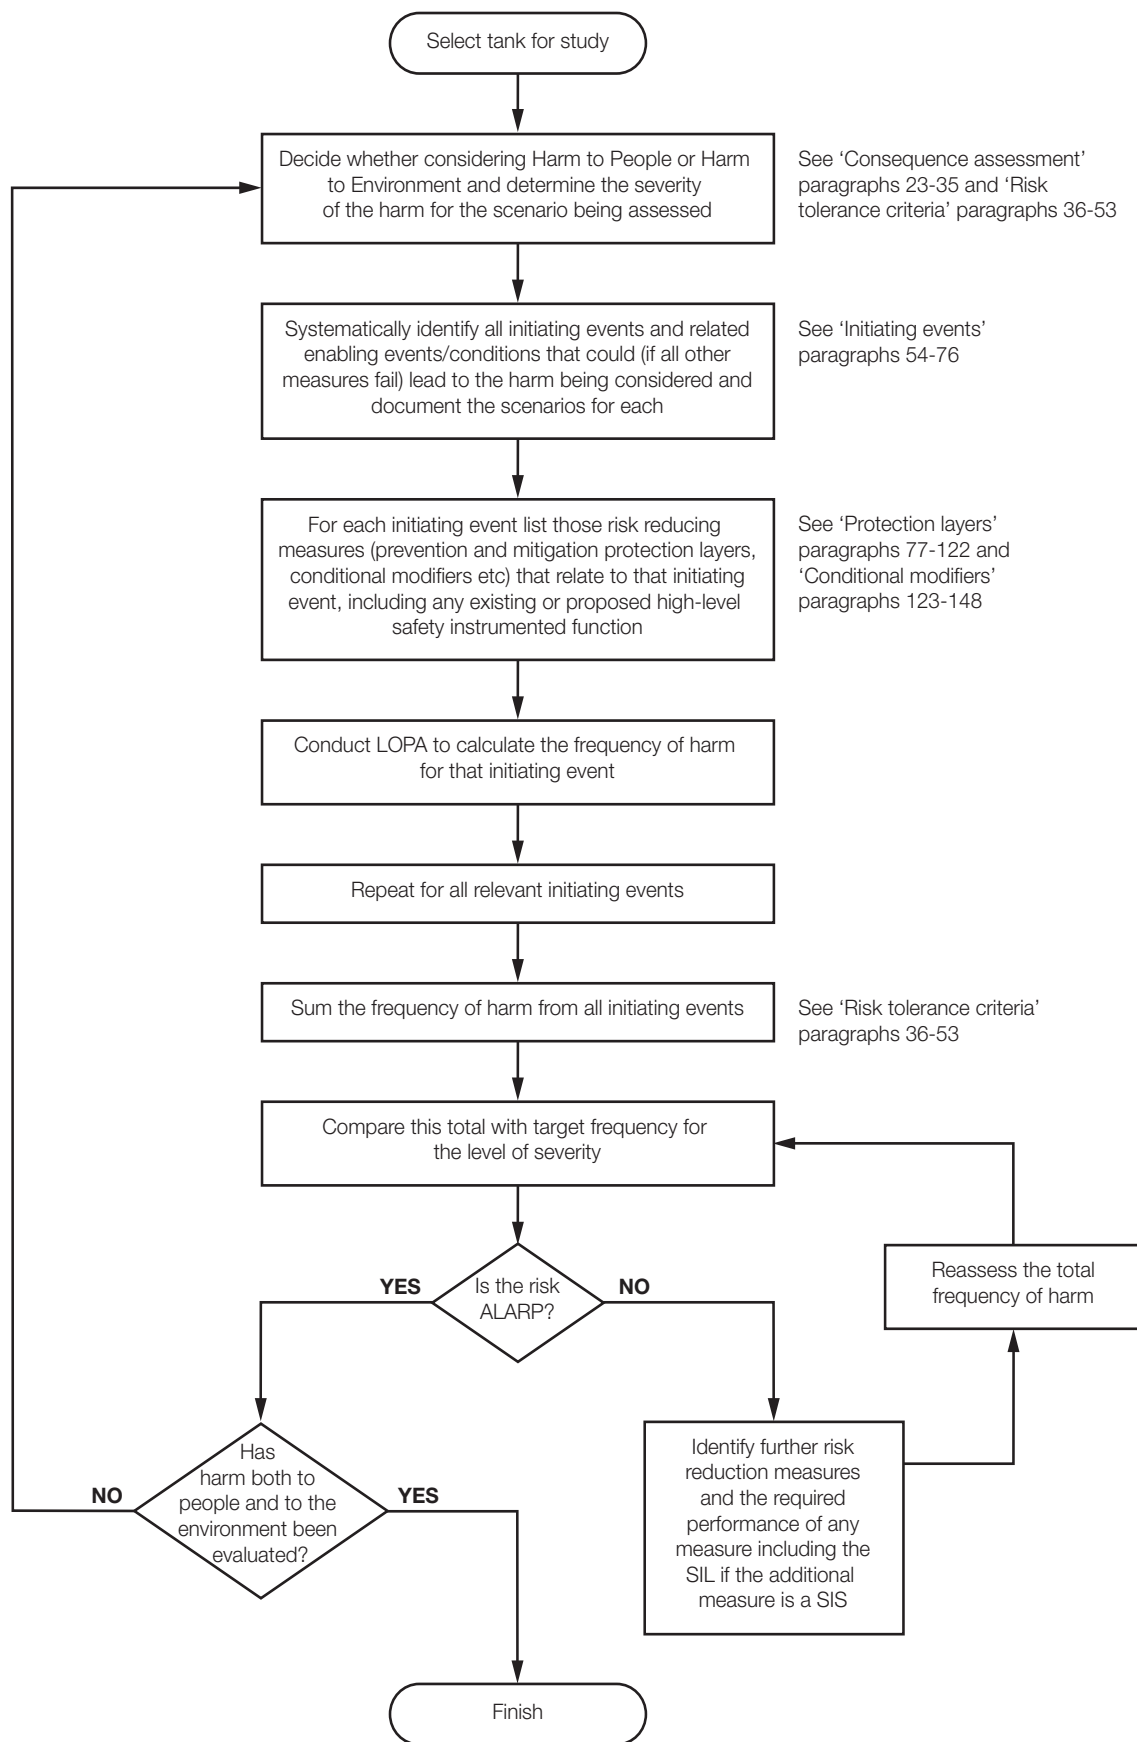 Select tank for study
Decide whether considering Harm to People or Harm
to Environment and determine the severity
of the harm for the scenario being assessed
See ‘Consequence assessment’
paragraphs 23-35 and ‘Risk
tolerance criteria’ paragraphs 36-53
Systematically identify all initiating events and related
enabling events/conditions that could (if all other
measures fail) lead to the harm being considered and
document the scenarios for each
See ‘Initiating events’
paragraphs 54-76
For each initiating event list those risk reducing
measures (prevention and mitigation protection layers,
conditional modifiers etc) that relate to that initiating
event, including any existing or proposed high-level
safety instrumented function
See ‘Protection layers’
paragraphs 77-122 and
‘Conditional modifiers’
paragraphs 123-148
Conduct LOPA to calculate the frequency of harm
for that initiating event
Repeat for all relevant initiating events
Sum the frequency of harm from all initiating events
See ‘Risk tolerance criteria’
paragraphs 36-53
Compare this total with target frequency for
the level of severity
YES
Is the risk
ALARP?
NO
Reassess the total
frequency of harm
NO
Has
harm both to
people and to the
environment been
evaluated?
YES
Identify further risk
reduction measures
and the required
performance of any
measure including the
SIL if the additional
measure is a SIS
Finish